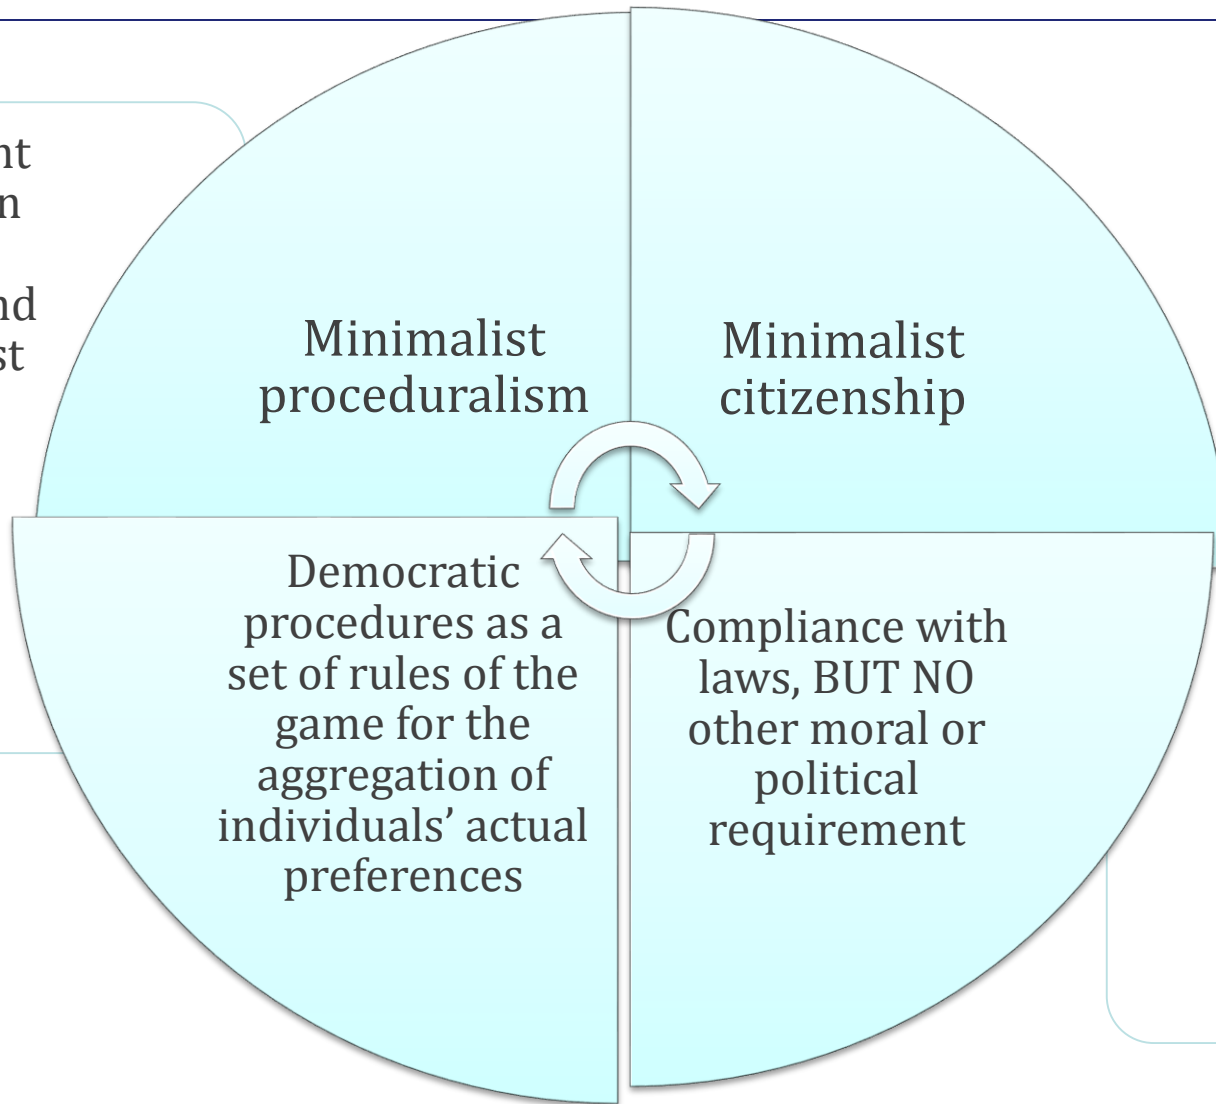 Minimalist
proceduralism
Minimalist
citizenship
Democratic
procedures as a
set of rules of the
game for the
aggregation of
individuals’ actual
preferences
Compliance with
laws, BUT NO
other moral or
political
requirement